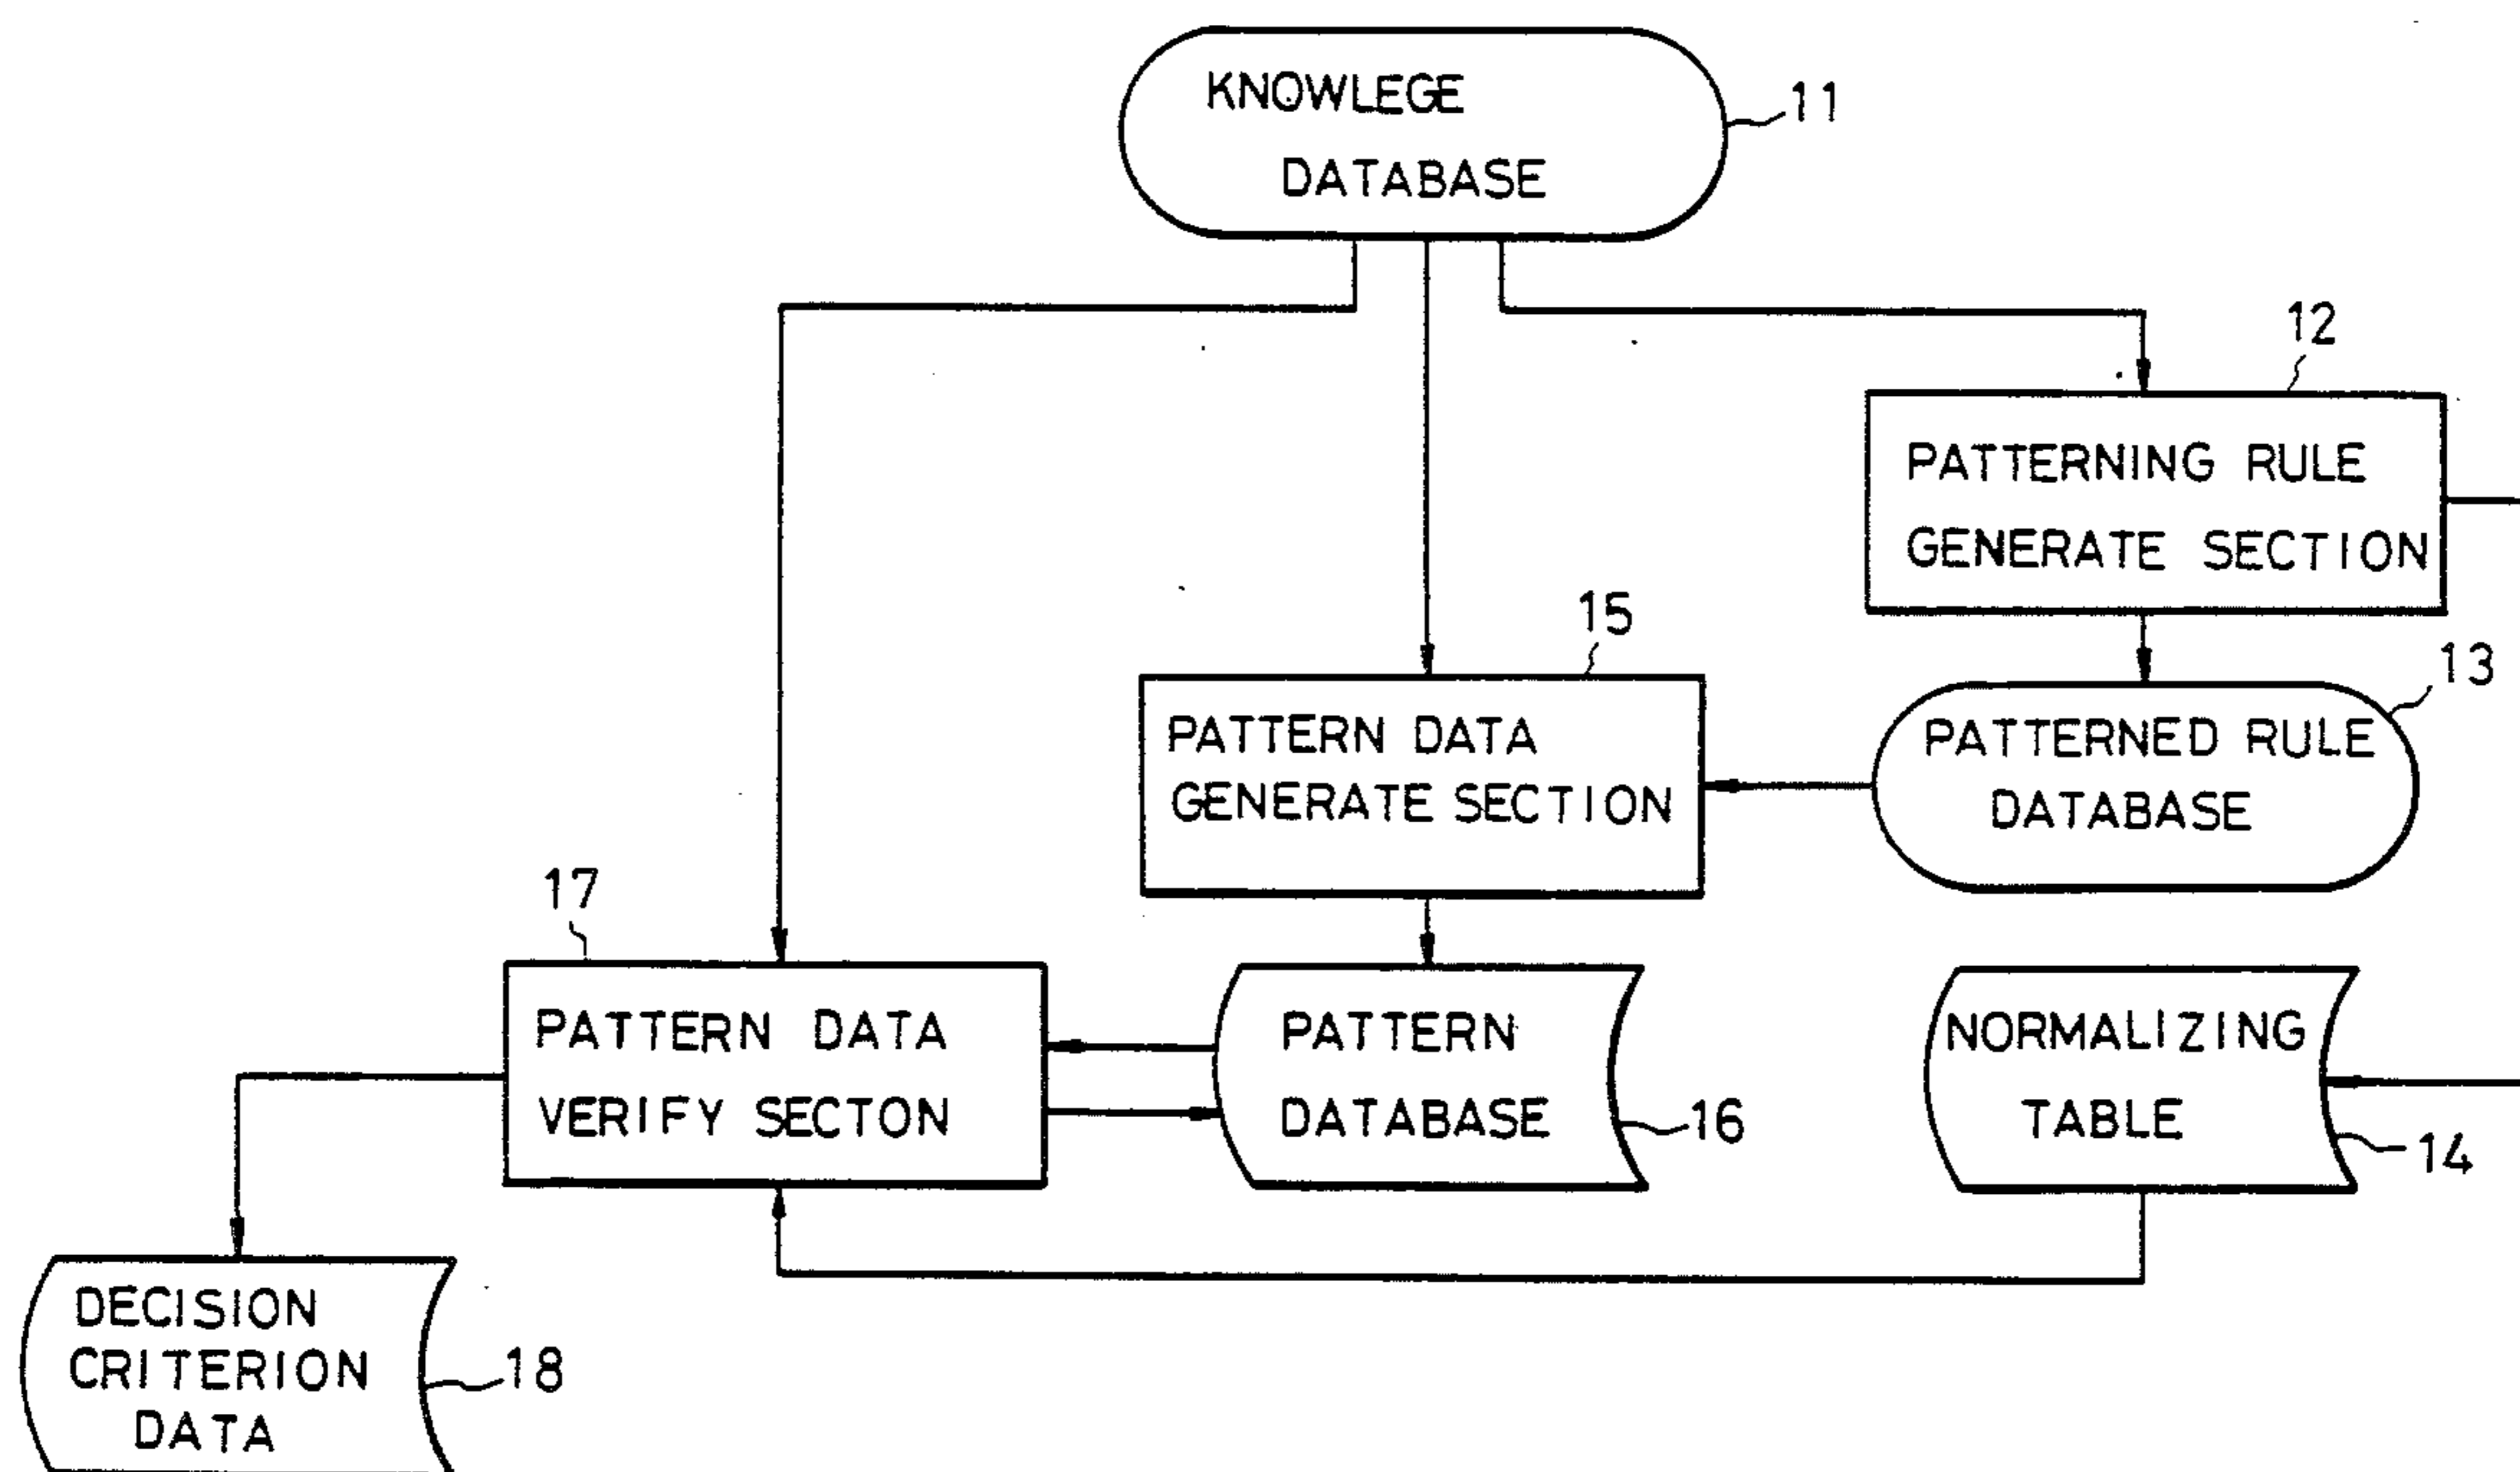 KNOWLEGE
DATABASE
11
12
PATTERNING RULE
GENERATE SECTION
15
13
PATTERN DATA
GENERATE SECTION
PATTERNED RULE
DATABASE
17
PATTERN DATA
VERIFY SECTON
PATTERN
DATABASE
16
NORMALIZING
TABLE
14
DECISION
CRITERION
DATA
18